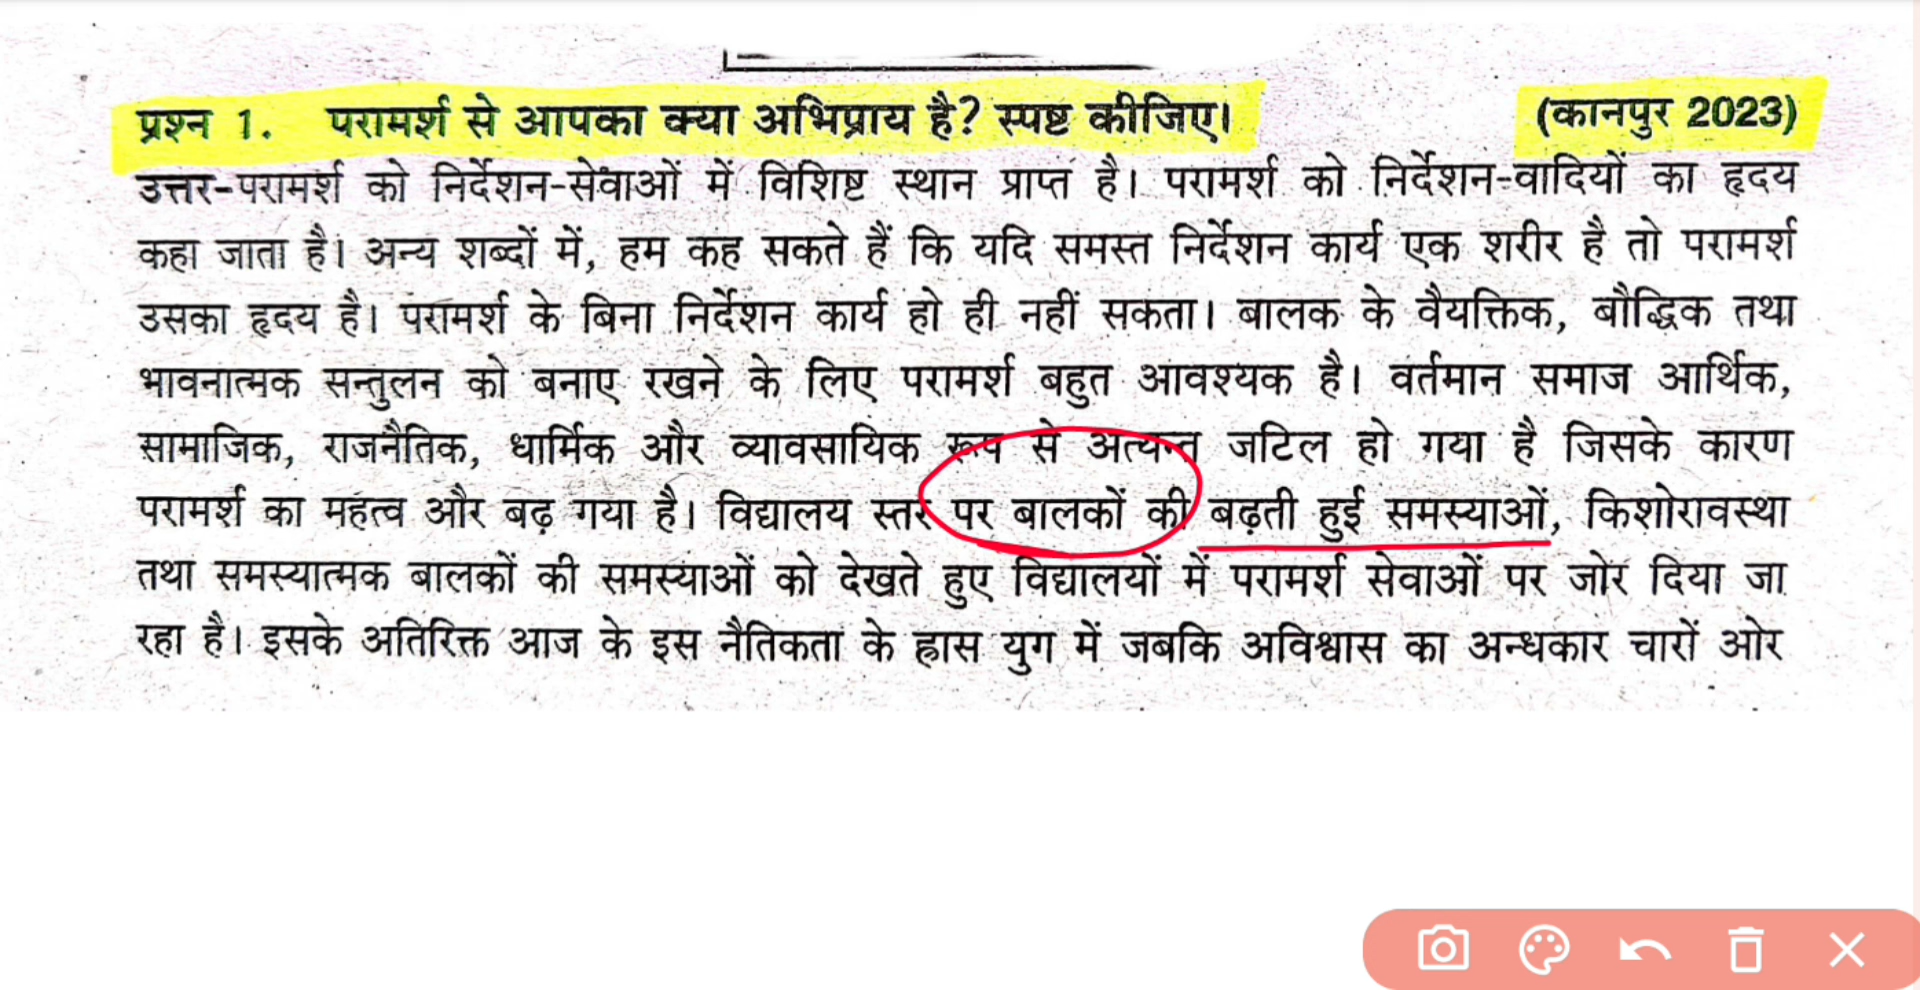 प्रश्न 1. परामर्श से आपका क्या अभिप्राय है? स्पष्ट कीजिए। (कानपुर 2023)
उत्तर-परामर्श को निर्देशन-सेवाओं में विशिष्ट स्थान प्राप्त है। परामर्श को निर्देशन-वादियों का हृदय
कहा जाता है। अन्य शब्दों में, हम कह सकते हैं कि यदि समस्त निर्देशन कार्य एक शरीर है तो परामर्श
उसका हृदय है। परामर्श के बिना निर्देशन कार्य हो ही नहीं सकता। बालक के वैयक्तिक, बौद्धिक तथा
भावनात्मक सन्तुलन को बनाए रखने के लिए परामर्श बहुत आवश्यक है। वर्तमान समाज आर्थिक,
सामाजिक, राजनैतिक, धार्मिक और व्यावसायिक रूप से अत्यन्त जटिल हो गया है जिसके कारण
परामर्श का महत्व और बढ़ गया है। विद्यालय स्तर पर बालकों की बढ़ती हुई समस्याओं, किशोरावस्था
तथा समस्यात्मक बालकों की समस्याओं को देखते हुए विद्यालयों में परामर्श सेवाओं पर जोर दिया जा
रहा है। इसके अतिरिक्त आज के इस नैतिकता के ह्रास युग में जबकि अविश्वास का अन्धकार चारों ओर